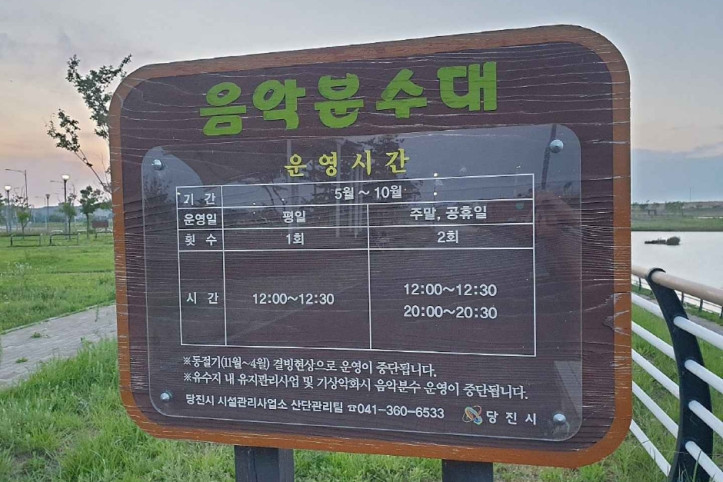 음악분수대
운영시간
기 간 5월 ~ 10월
운영일 평일 주말, 공휴일
횟 수 1회 2회
시 간 12:00~12:30 12:00~12:30
20:00~20:30
※동절기(11월~4월) 결빙현상으로 운영이 중단됩니다.
※유수지 내 유지관리사업 및 기상악화시 음악분수 운영이 중단됩니다.
당진시 시설관리사업소 산단관리팀 ☎041-360-6533 당진시